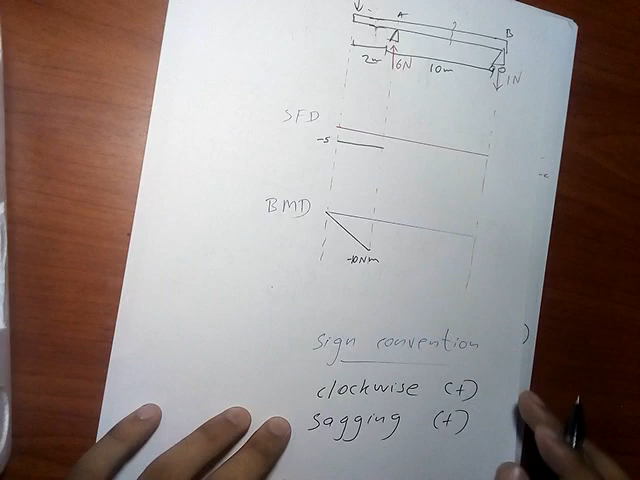 A
B
2m
6N
10m
1N
SFD
-5
BMD
-10Nm
sign convention
clockwise (+)
sagging (+)